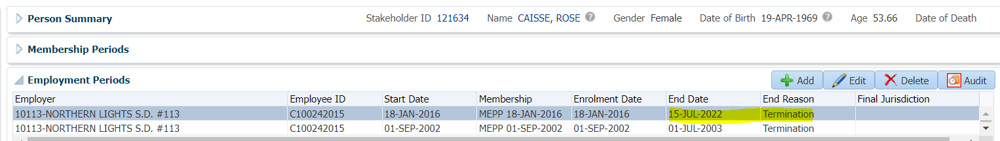 Person Summary Stakeholder ID 121634 Name CAISSE, ROSE ? Gender Female Date of Birth 19-APR-1969 ? Age 53.66 Date of Death
Membership Periods
Employment Periods Add Edit Delete Audit
Employer Employee ID Start Date Membership Enrolment Date End Date End Reason Final Jurisdiction
10113-NORTHERN LIGHTS S.D. #113 C100242015 18-JAN-2016 MEPP 18-JAN-2016 18-JAN-2016 15-JUL-2022 Termination
10113-NORTHERN LIGHTS S.D. #113 C100242015 01-SEP-2002 MEPP 01-SEP-2002 01-SEP-2002 01-JUL-2003 Termination